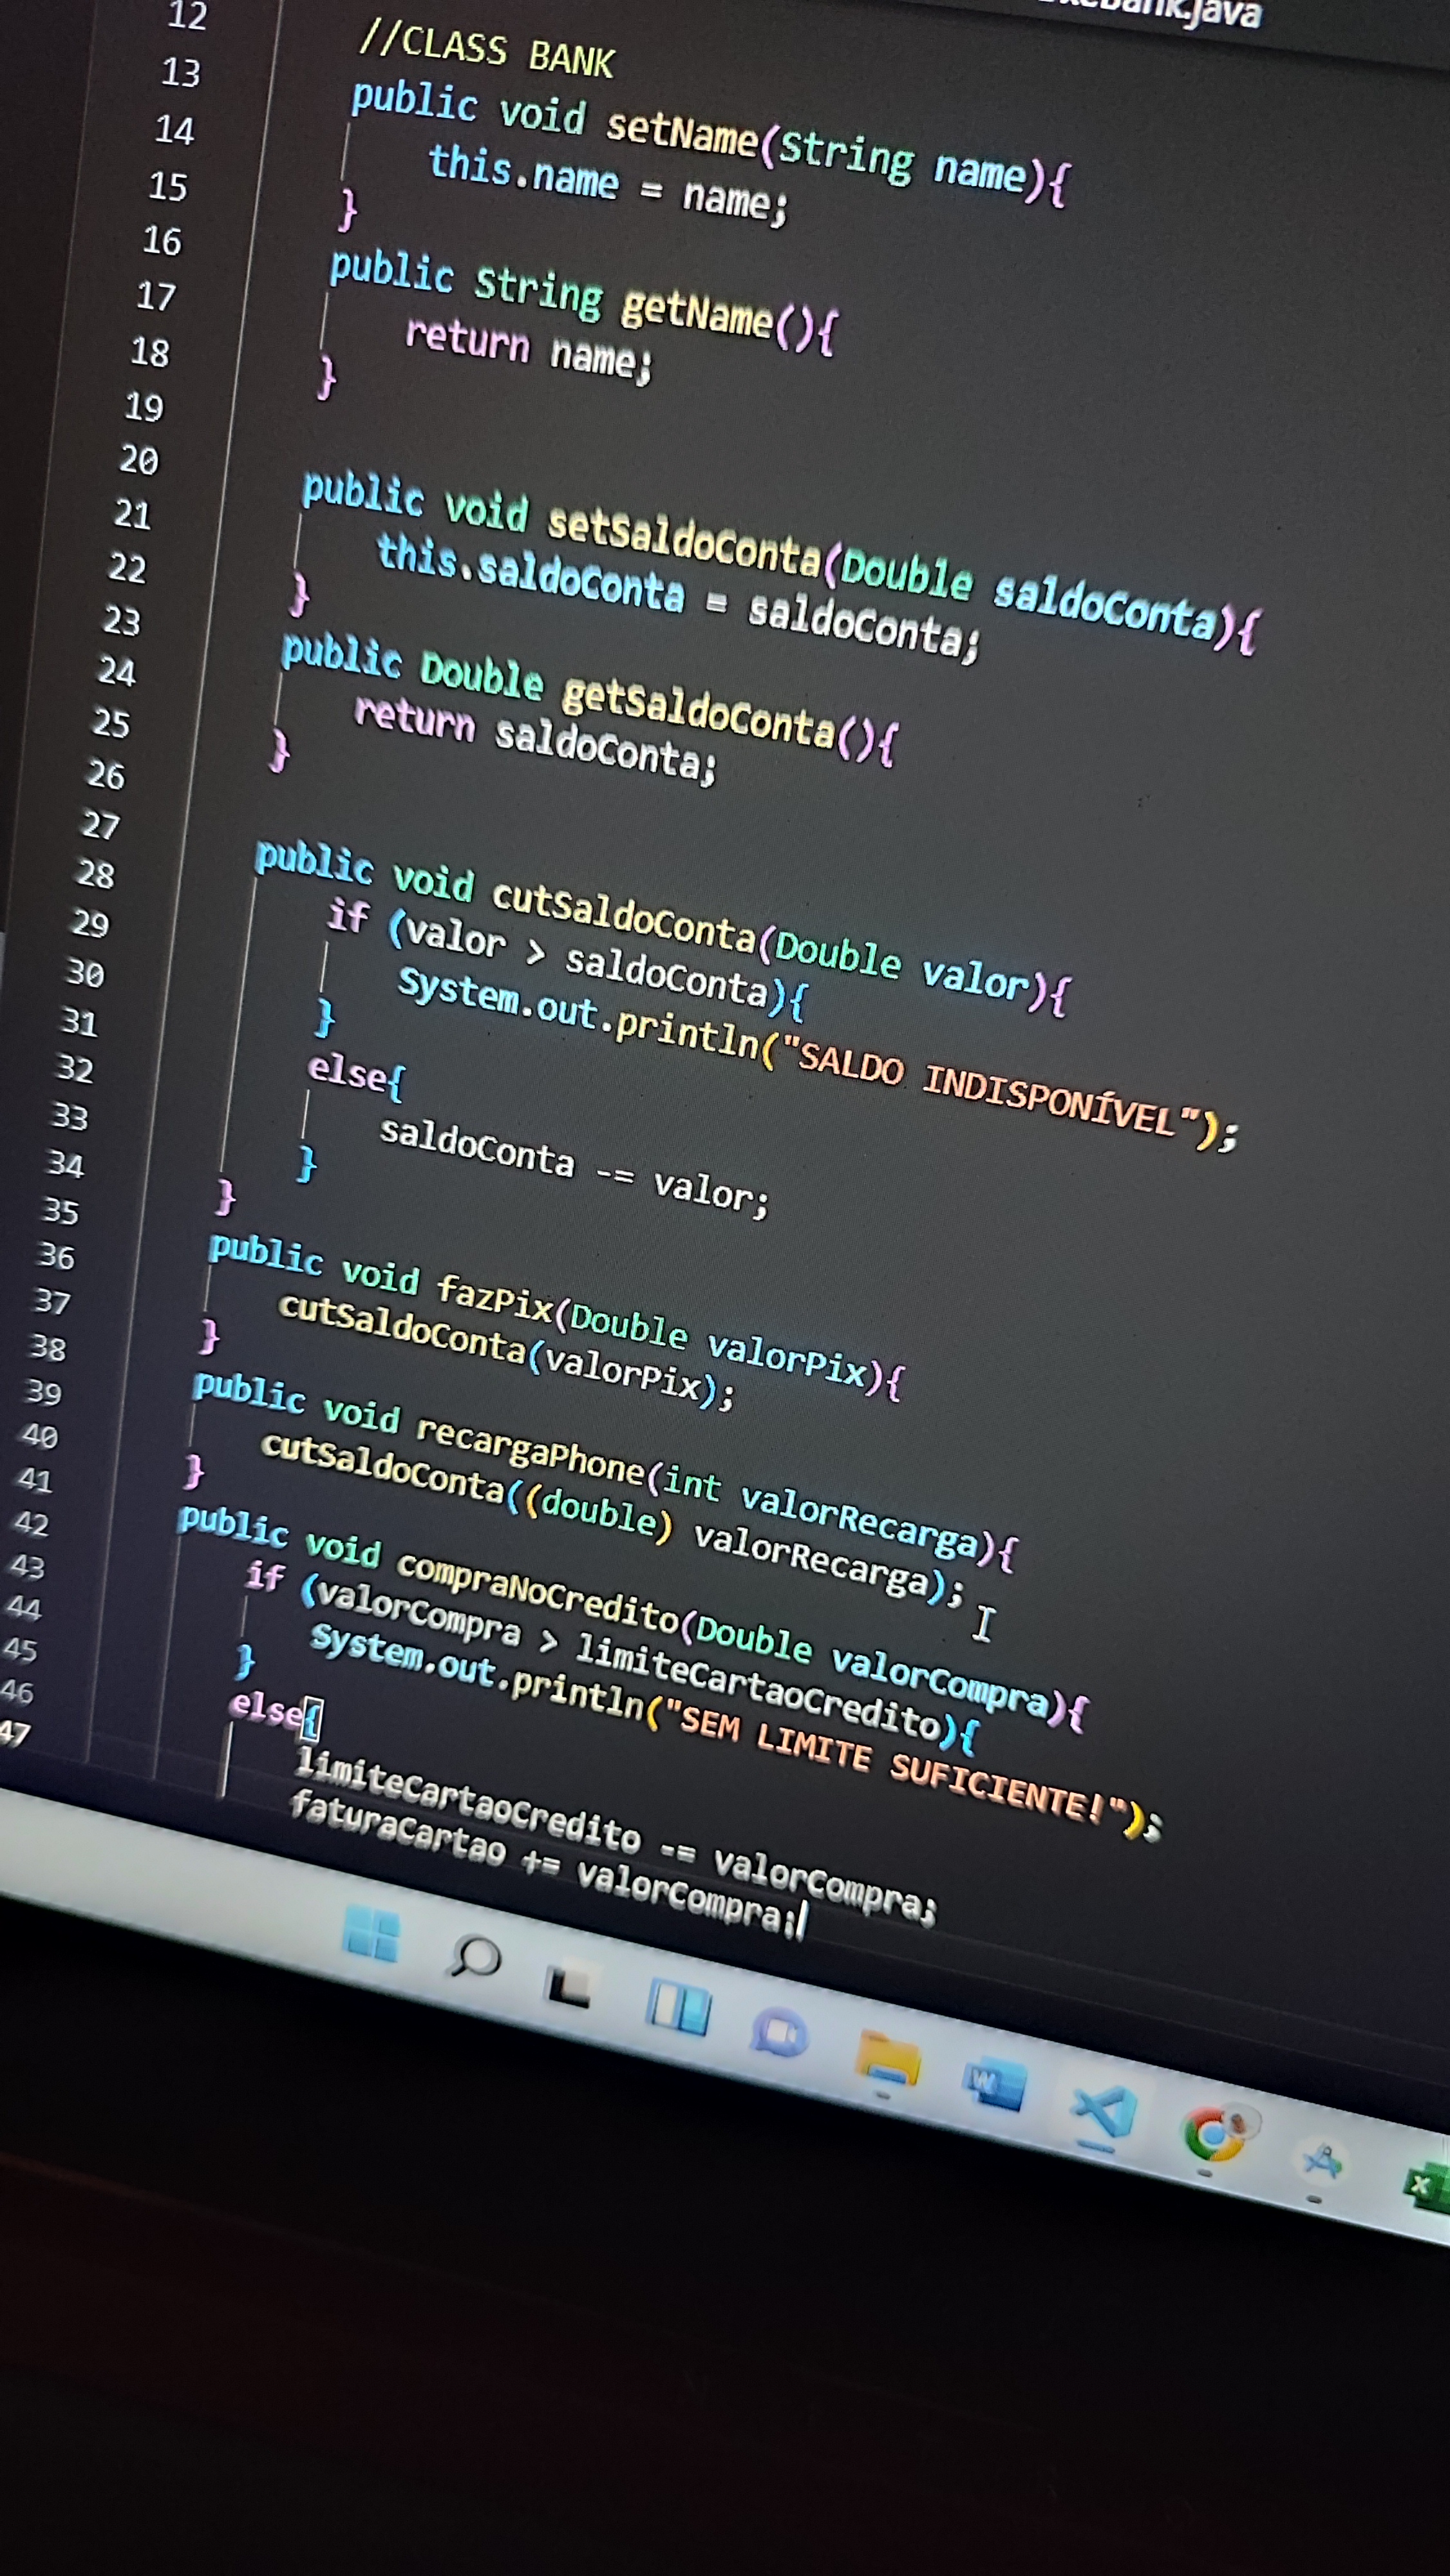 Bank.java
12 //CLASS BANK
13 public void setName(String name){
14 this.name = name;
15 }
16 public String getName(){
17 return name;
18 }
19
20
21 public void setSaldoConta(Double saldoConta){
22 this.saldoConta = saldoConta;
23 }
24 public Double getSaldoConta(){
25 return saldoConta;
26 }
27
28 public void cutSaldoConta(Double valor){
29 if (valor > saldoConta){
30 System.out.println("SALDO INDISPONÍVEL");
31 }
32 else{
33 saldoConta -= valor;
34 }
35 }
36 public void fazPix(Double valorPix){
37 cutSaldoConta(valorPix);
38 }
39 public void recargaPhone(int valorRecarga){
40 cutSaldoConta((double) valorRecarga);
41 }
42 public void compraNoCredito(Double valorCompra){
43 if (valorCompra > limiteCartaoCredito){
44 System.out.println("SEM LIMITE SUFICIENTE!");
45 }
46 else{
47 limiteCartaoCredito -= valorCompra;
faturaCartao += valorCompra;
W
X